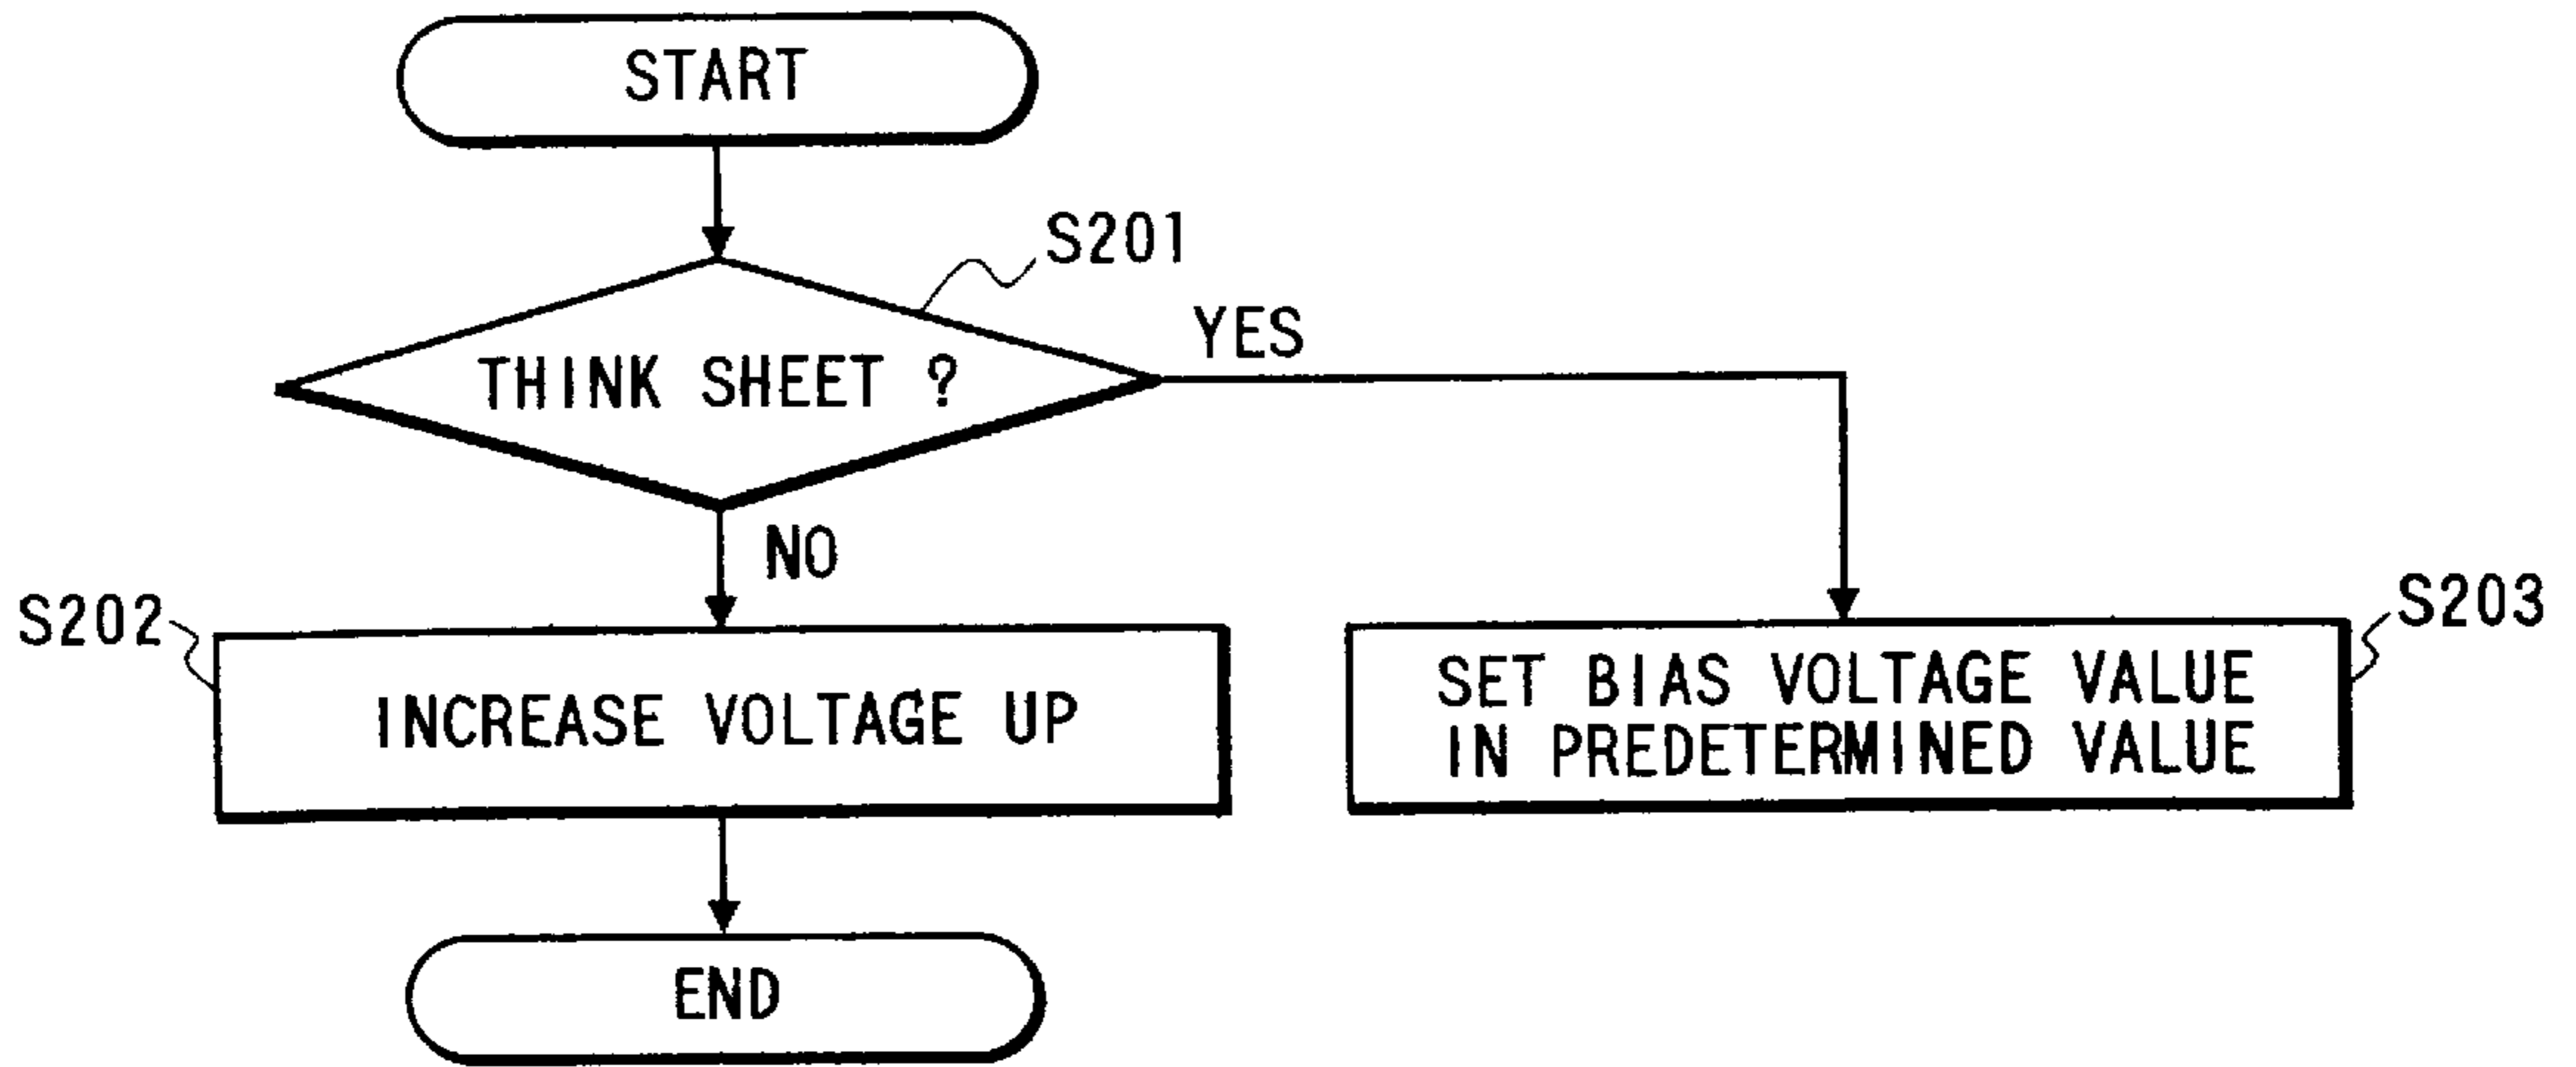 START
S201
YES
THINK SHEET ?
NO
S202
S203
INCREASE VOLTAGE UP
SET BIAS VOLTAGE VALUE
IN PREDETERMINED VALUE
END